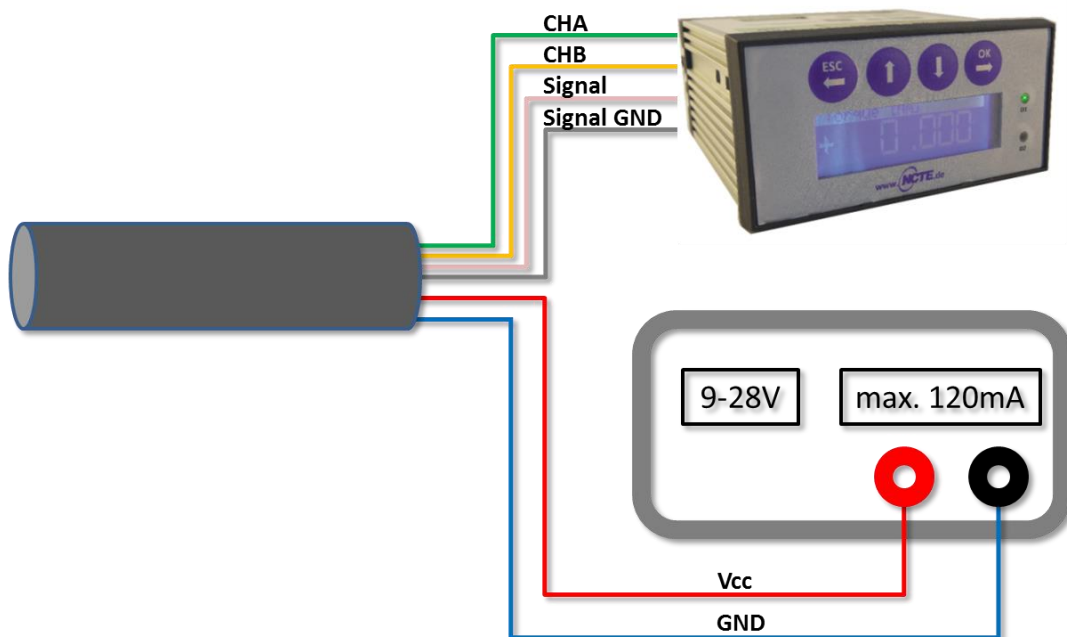 CHA
CHB
Signal
Signal GND
ESC
OK
0.000
www.NCTE.de
9-28V
max. 120mA
Vcc
GND